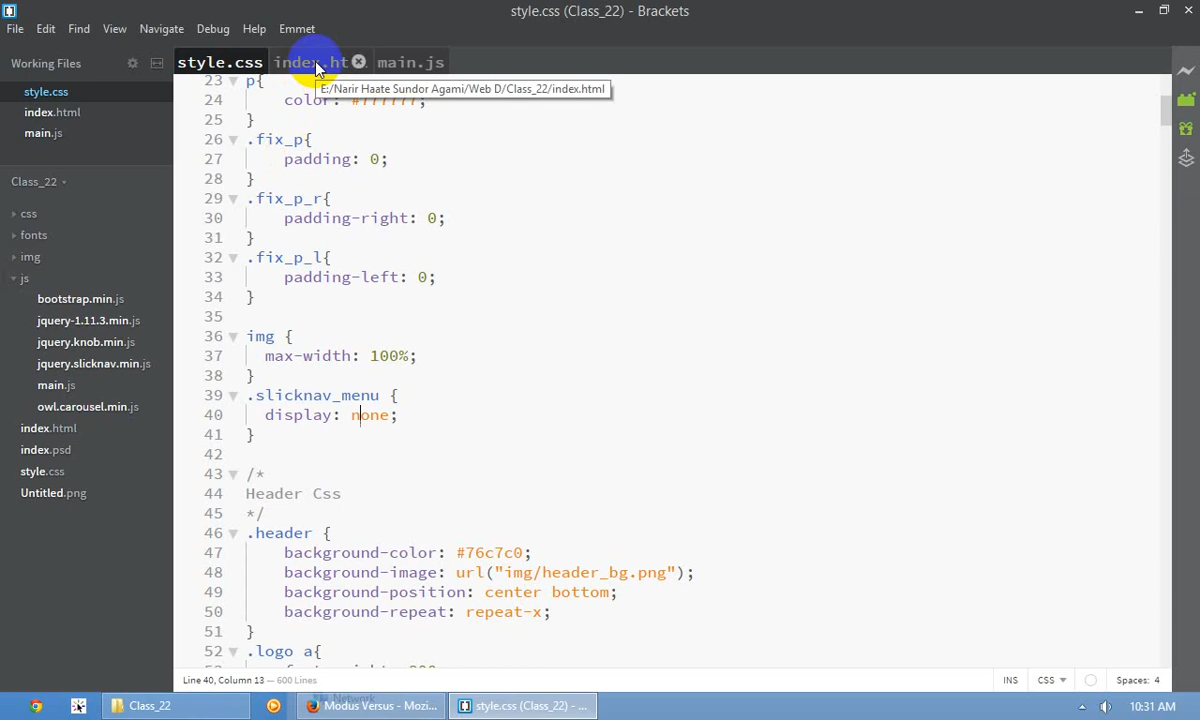 style.css (Class_22) - Brackets
File Edit Find View Navigate Debug Help Emmet
Working Files
style.css index.ht main.js
E:/Narir Haate Sundor Agami/Web D/Class_22/index.html
style.css
index.html
main.js
Class_22
css
fonts
img
js
bootstrap.min.js
jquery-1.11.3.min.js
jquery.knob.min.js
jquery.slicknav.min.js
main.js
owl.carousel.min.js
index.html
index.psd
style.css
Untitled.png
23 p{
24 color: #777777;
25 }
26 .fix_p{
27 padding: 0;
28 }
29 .fix_p_r{
30 padding-right: 0;
31 }
32 .fix_p_l{
33 padding-left: 0;
34 }
35
36 img {
37 max-width: 100%;
38 }
39 .slicknav_menu {
40 display: none;
41 }
42
43 /*
44 Header Css
45 */
46 .header {
47 background-color: #76c7c0;
48 background-image: url("img/header_bg.png");
49 background-position: center bottom;
50 background-repeat: repeat-x;
51 }
52 .logo a{
Line 40, Column 13 — 600 Lines
INS CSS Spaces: 4
Network
Class_22 Modus Versus - Mozi... style.css (Class_22) - ... 10:31 AM